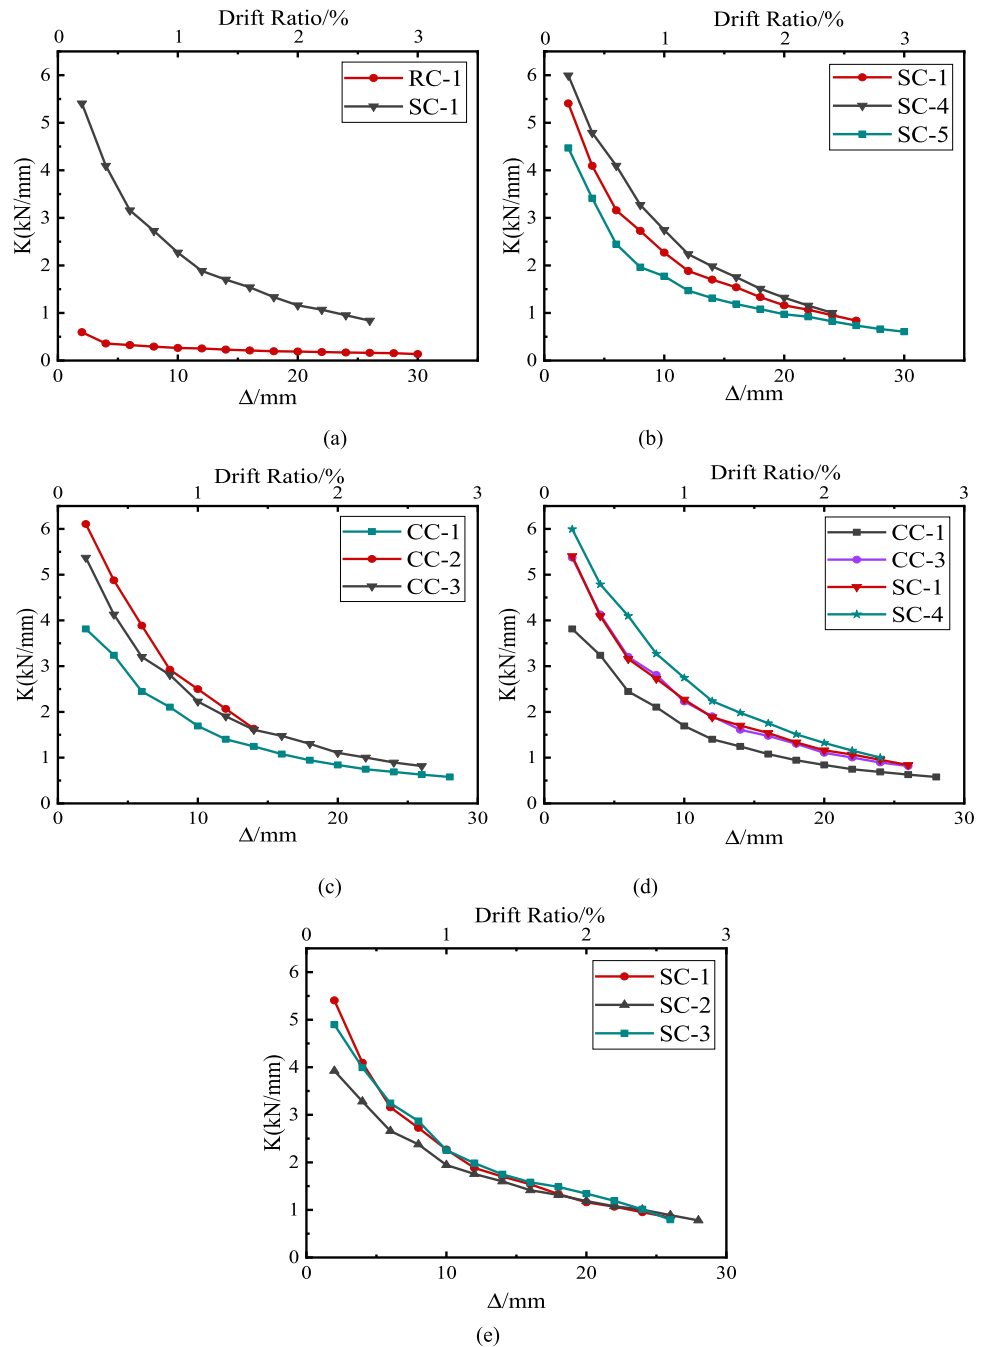 Drift Ratio/%
0 1 2 3
6
5
4
3
2
1
0
K(kN/mm)
RC-1
SC-1
0 10 20 30
Δ/mm
(a)
Drift Ratio/%
0 1 2 3
6
5
4
3
2
1
0
K(kN/mm)
SC-1
SC-4
SC-5
0 10 20 30
Δ/mm
(b)
Drift Ratio/%
0 1 2 3
6
5
4
3
2
1
0
K(kN/mm)
CC-1
CC-2
CC-3
0 10 20 30
Δ/mm
(c)
Drift Ratio/%
0 1 2 3
6
5
4
3
2
1
0
K(kN/mm)
CC-1
CC-3
SC-1
SC-4
0 10 20 30
Δ/mm
(d)
Drift Ratio/%
0 1 2 3
6
5
4
3
2
1
0
K(kN/mm)
SC-1
SC-2
SC-3
0 10 20 30
Δ/mm
(e)